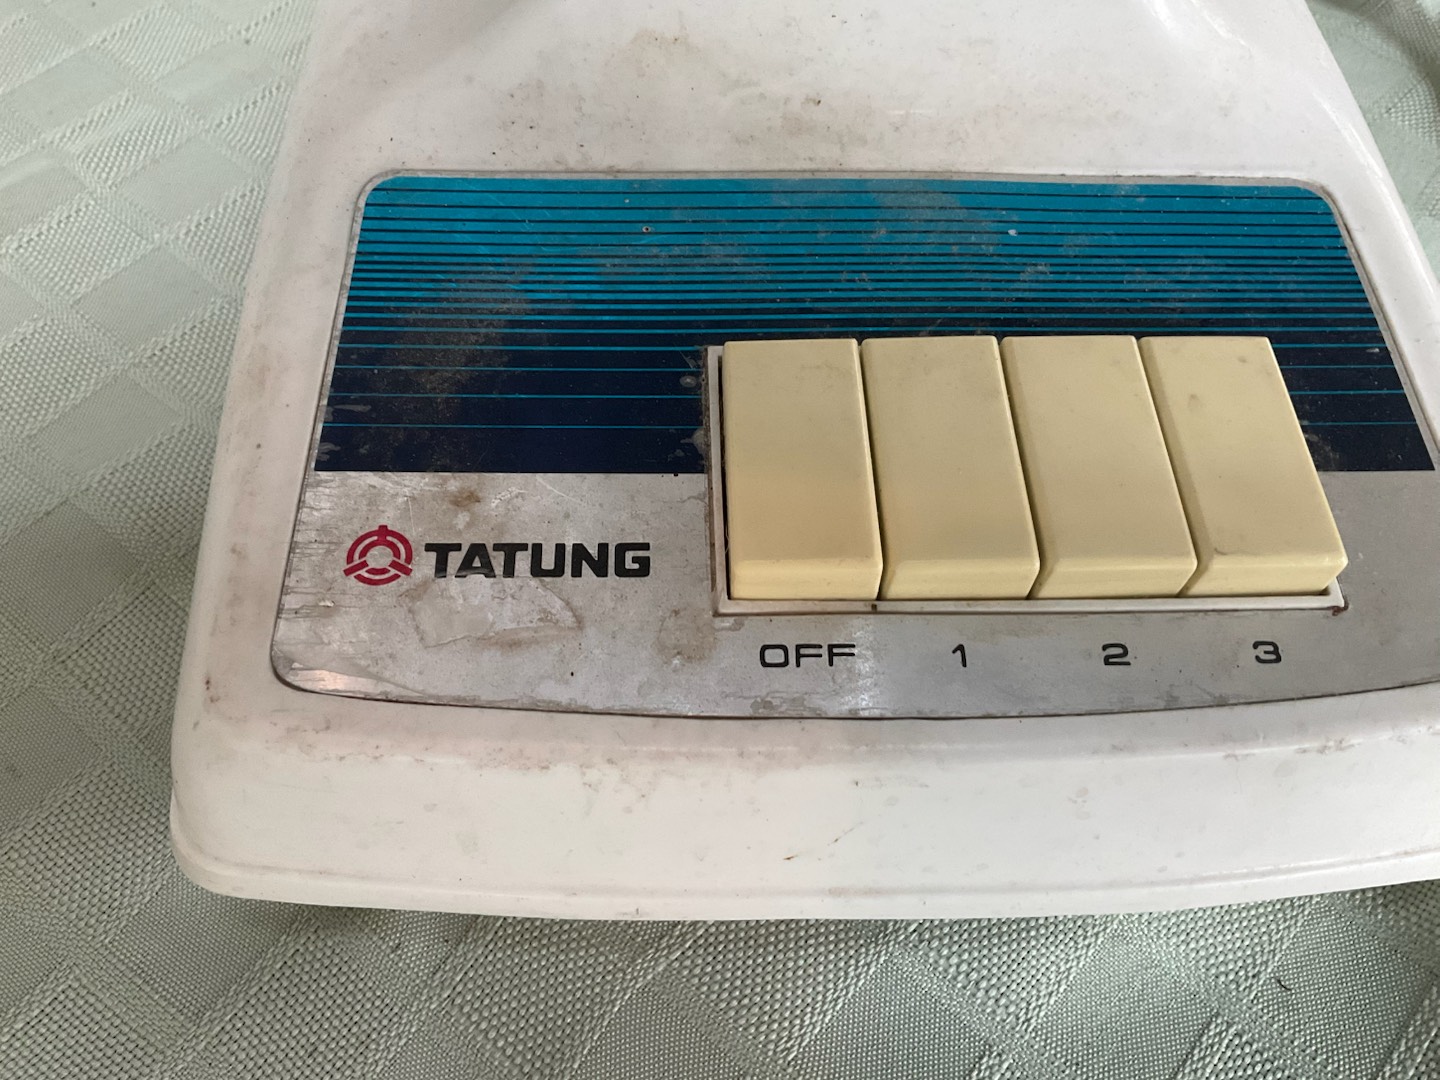 TATUNG
OFF 1 2 3